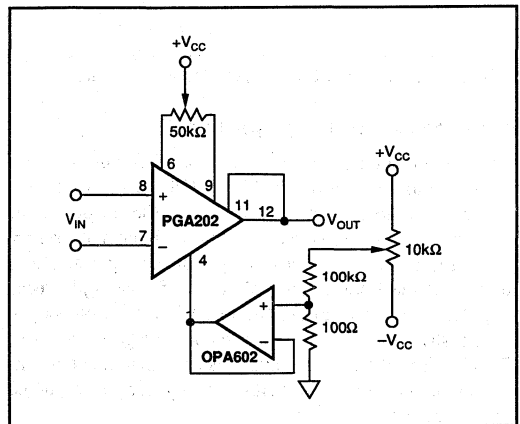 +VCC
50kΩ
6
9
8
+
11
+VCC
VIN
PGA202
12
VOUT
7
−
10kΩ
4
100kΩ
+
100Ω
−
−VCC
OPA602